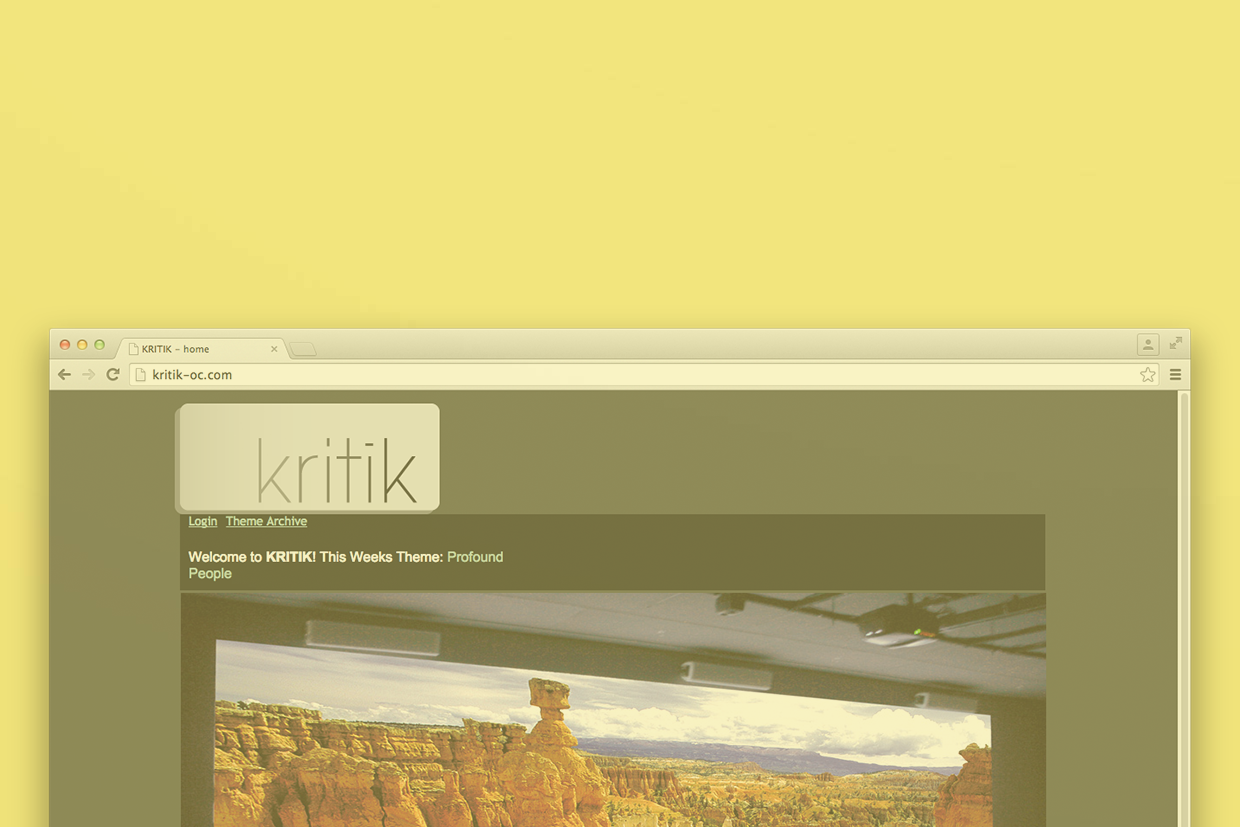 KRITIK – home
kritik-oc.com
kritik
Login Theme Archive
Welcome to KRITIK! This Weeks Theme: Profound
People